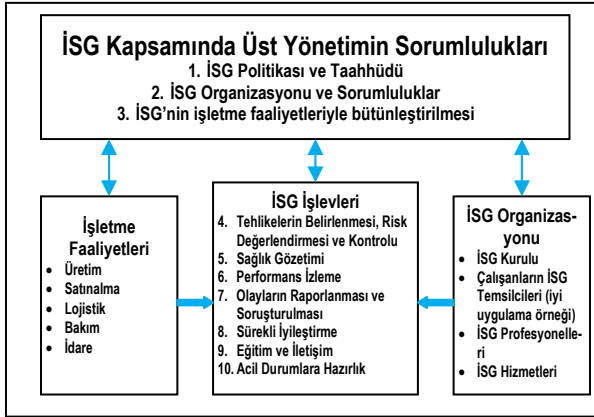 İSG Kapsamında Üst Yönetimin Sorumlulukları
1. İSG Politikası ve Taahhüdü
2. İSG Organizasyonu ve Sorumluluklar
3. İSG'nin işletme faaliyetleriyle bütünleştirilmesi
İşletme
Faaliyetleri
• Üretim
• Satınalma
• Lojistik
• Bakım
• İdare
İSG İşlevleri
4. Tehlikelerin Belirlenmesi, Risk
Değerlendirmesi ve Kontrolu
5. Sağlık Gözetimi
6. Performans İzleme
7. Olayların Raporlanması ve
Soruşturulması
8. Sürekli İyileştirme
9. Eğitim ve İletişim
10. Acil Durumlara Hazırlık
İSG Organizas-
yonu
• İSG Kurulu
• Çalışanların İSG
Temsilcileri (iyi
uygulama örneği)
• İSG Profesyonelle-
ri
• İSG Hizmetleri